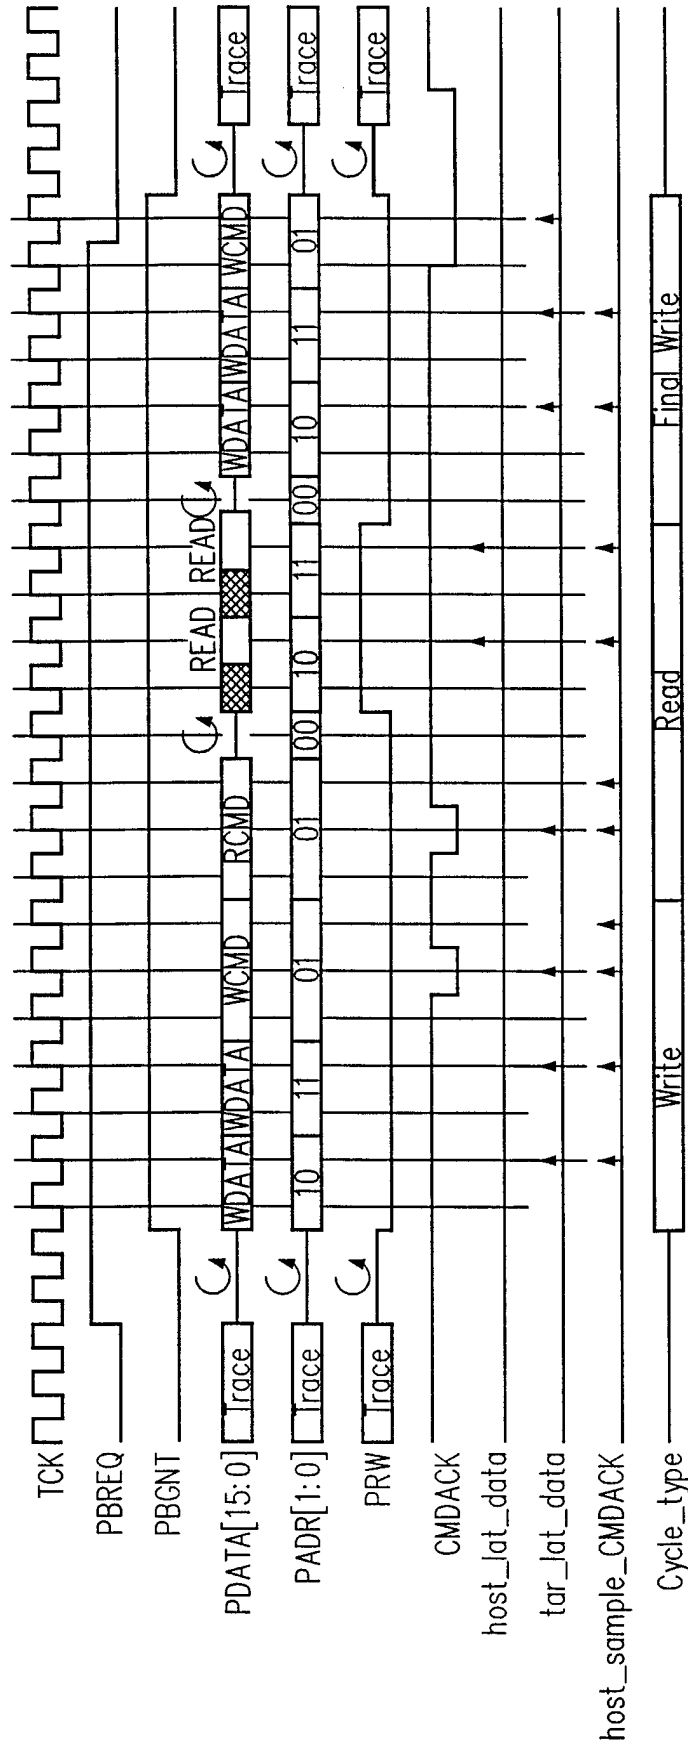 TCK
PBREQ
PBGNT
PDATA[15:0] Trace WDATA WDATA WCMD RCMD READ READ WDATA WDATA WCMD Trace
PADR[1:0] Trace 10 11 01 01 00 10 11 00 10 11 01 Trace
PRW Trace Trace
CMDACK
host_lat_data
tar_lat_data
host_sample_CMDACK
Cycle_type Write Read Final Write